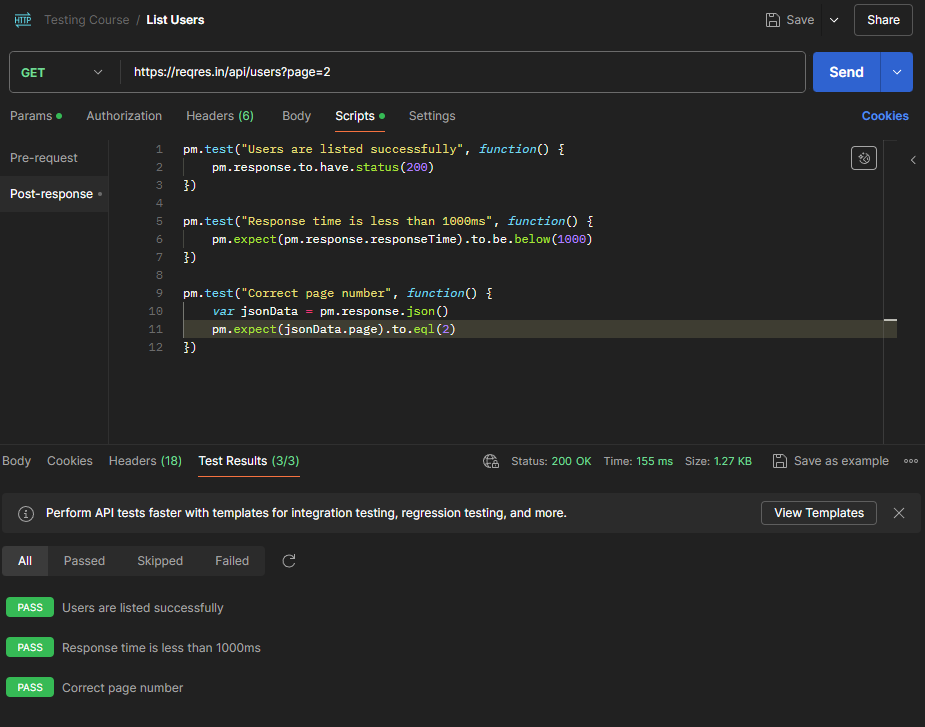 HTTP Testing Course / List Users Save Share
GET https://reqres.in/api/users?page=2 Send
Params Authorization Headers (6) Body Scripts Settings Cookies
Pre-request
Post-response
1 pm.test("Users are listed successfully", function() {
2 pm.response.to.have.status(200)
3 })
4
5 pm.test("Response time is less than 1000ms", function() {
6 pm.expect(pm.response.responseTime).to.be.below(1000)
7 })
8
9 pm.test("Correct page number", function() {
10 var jsonData = pm.response.json()
11 pm.expect(jsonData.page).to.eql(2)
12 })
Body Cookies Headers (18) Test Results (3/3) Status: 200 OK Time: 155 ms Size: 1.27 KB Save as example
Perform API tests faster with templates for integration testing, regression testing, and more. View Templates
All Passed Skipped Failed
PASS Users are listed successfully
PASS Response time is less than 1000ms
PASS Correct page number